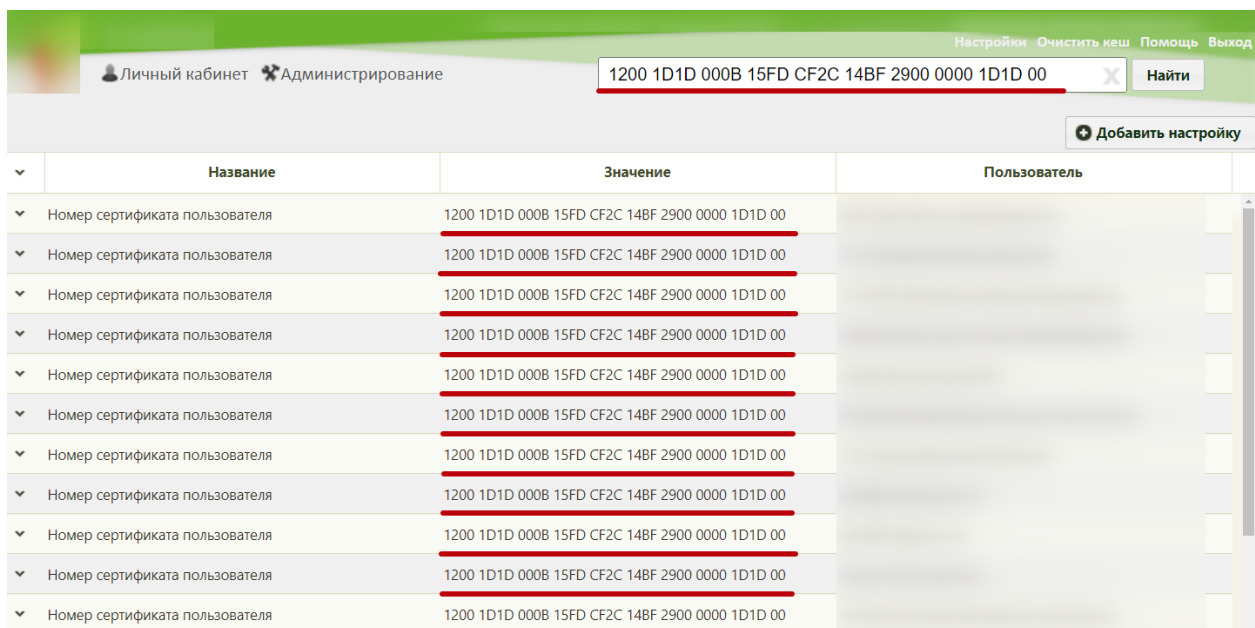 Настройки Очистить кеш Помощь Выход
Личный кабинет Администрирование 1200 1D1D 000B 15FD CF2C 14BF 2900 0000 1D1D 00 X Найти
Добавить настройку
Название Значение Пользователь
Номер сертификата пользователя 1200 1D1D 000B 15FD CF2C 14BF 2900 0000 1D1D 00
Номер сертификата пользователя 1200 1D1D 000B 15FD CF2C 14BF 2900 0000 1D1D 00
Номер сертификата пользователя 1200 1D1D 000B 15FD CF2C 14BF 2900 0000 1D1D 00
Номер сертификата пользователя 1200 1D1D 000B 15FD CF2C 14BF 2900 0000 1D1D 00
Номер сертификата пользователя 1200 1D1D 000B 15FD CF2C 14BF 2900 0000 1D1D 00
Номер сертификата пользователя 1200 1D1D 000B 15FD CF2C 14BF 2900 0000 1D1D 00
Номер сертификата пользователя 1200 1D1D 000B 15FD CF2C 14BF 2900 0000 1D1D 00
Номер сертификата пользователя 1200 1D1D 000B 15FD CF2C 14BF 2900 0000 1D1D 00
Номер сертификата пользователя 1200 1D1D 000B 15FD CF2C 14BF 2900 0000 1D1D 00
Номер сертификата пользователя 1200 1D1D 000B 15FD CF2C 14BF 2900 0000 1D1D 00
Номер сертификата пользователя 1200 1D1D 000B 15FD CF2C 14BF 2900 0000 1D1D 00